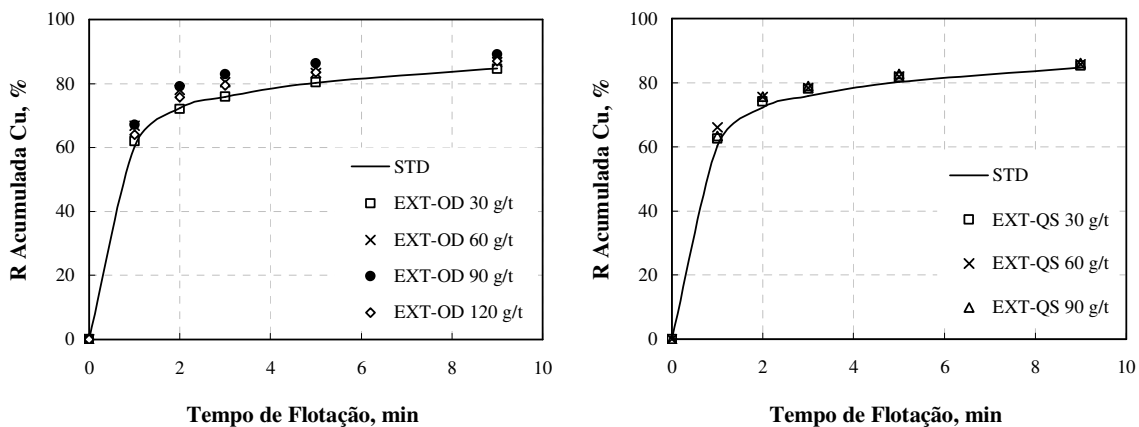 R Acumulada Cu, %
100
80
60
40
20
0
STD
EXT-OD 30 g/t
EXT-OD 60 g/t
EXT-OD 90 g/t
EXT-OD 120 g/t
0 2 4 6 8 10
Tempo de Flotação, min
R Acumulada Cu, %
100
80
60
40
20
0
STD
EXT-QS 30 g/t
EXT-QS 60 g/t
EXT-QS 90 g/t
0 2 4 6 8 10
Tempo de Flotação, min